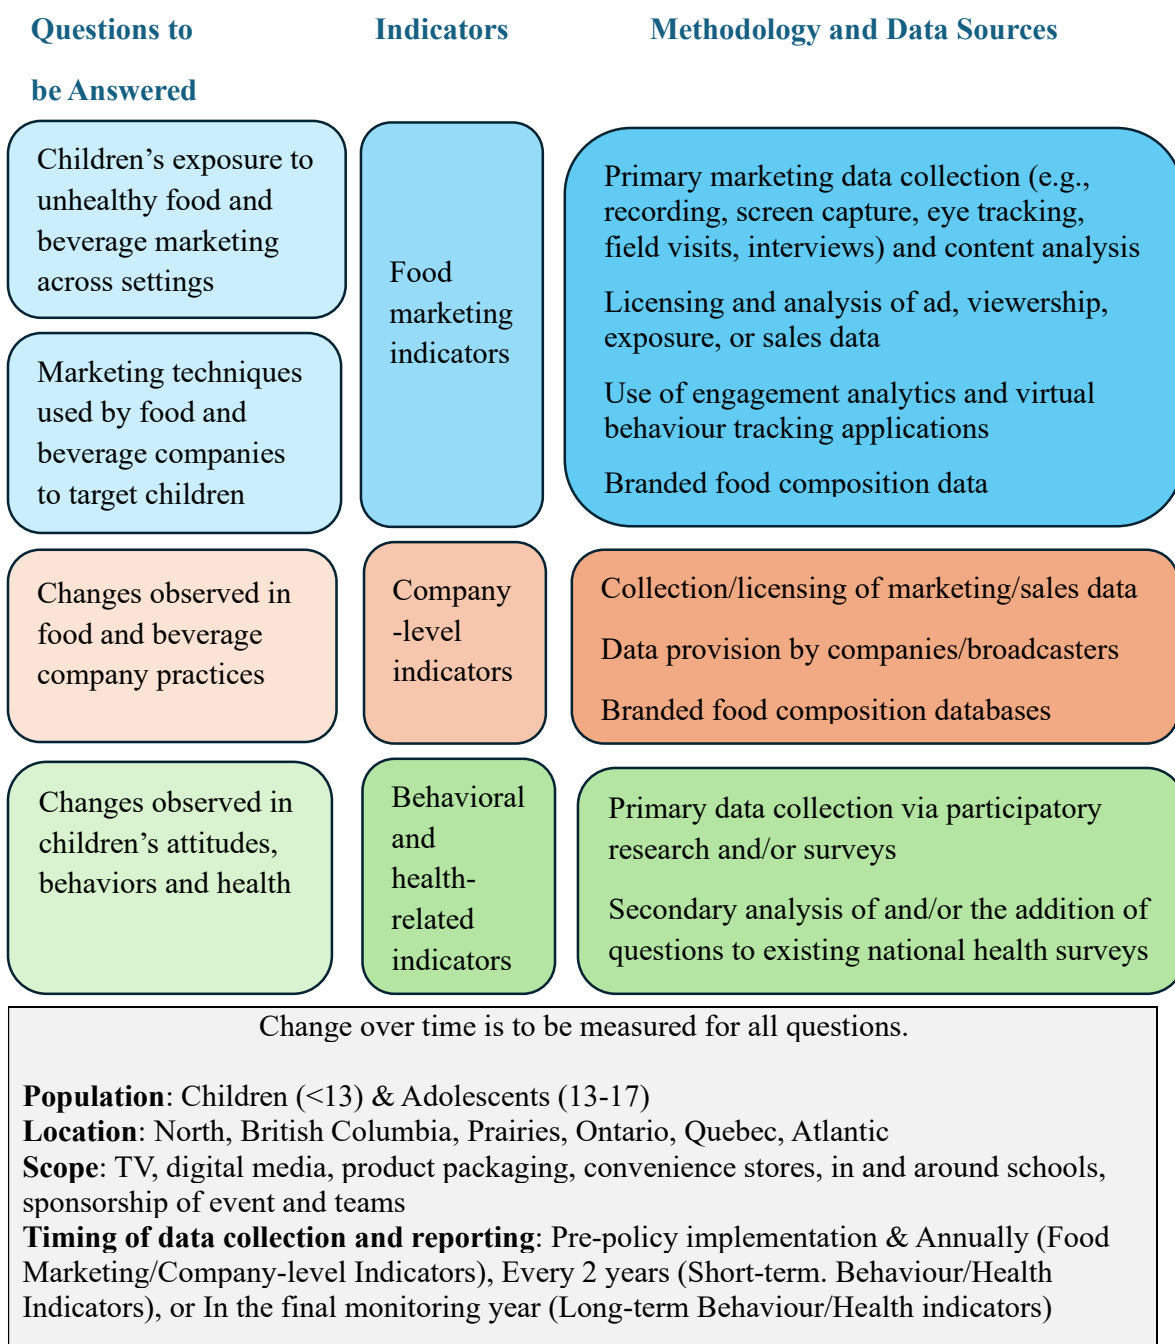 Questions to
be Answered
Indicators
Methodology and Data Sources
Children’s exposure to
unhealthy food and
beverage marketing
across settings
Marketing techniques
used by food and
beverage companies
to target children
Food
marketing
indicators
Primary marketing data collection (e.g.,
recording, screen capture, eye tracking,
field visits, interviews) and content analysis
Licensing and analysis of ad, viewership,
exposure, or sales data
Use of engagement analytics and virtual
behaviour tracking applications
Branded food composition data
Changes observed in
food and beverage
company practices
Company
-level
indicators
Collection/licensing of marketing/sales data
Data provision by companies/broadcasters
Branded food composition databases
Changes observed in
children’s attitudes,
behaviors and health
Behavioral
and
health-
related
indicators
Primary data collection via participatory
research and/or surveys
Secondary analysis of and/or the addition of
questions to existing national health surveys
Change over time is to be measured for all questions.
Population: Children (<13) & Adolescents (13-17)
Location: North, British Columbia, Prairies, Ontario, Quebec, Atlantic
Scope: TV, digital media, product packaging, convenience stores, in and around schools,
sponsorship of event and teams
Timing of data collection and reporting: Pre-policy implementation & Annually (Food
Marketing/Company-level Indicators), Every 2 years (Short-term. Behaviour/Health
Indicators), or In the final monitoring year (Long-term Behaviour/Health indicators)